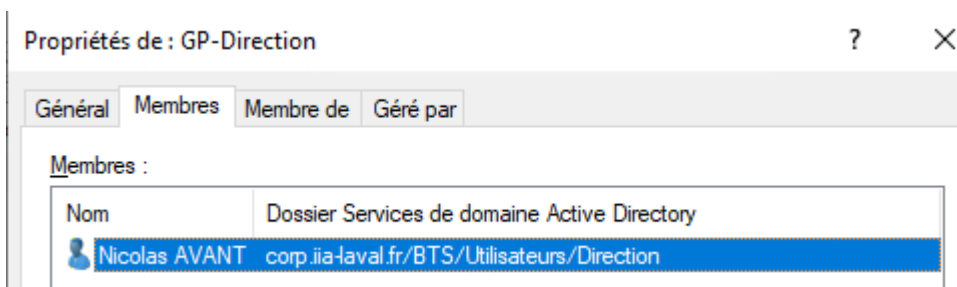 Propriétés de : GP-Direction ? ×
Général Membres Membre de Géré par
Membres :
Nom Dossier Services de domaine Active Directory
Nicolas AVANT corp.iia-laval.fr/BTS/Utilisateurs/Direction